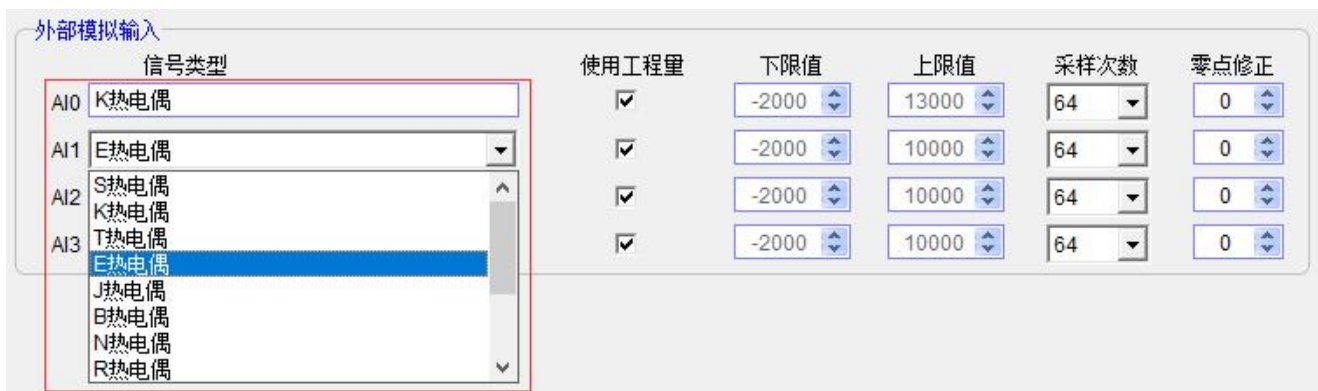 外部模拟输入
信号类型 使用工程量 下限值 上限值 采样次数 零点修正
AI0 K热电偶 -2000 13000 64 0
AI1 E热电偶 -2000 10000 64 0
AI2 -2000 10000 64 0
AI3 -2000 10000 64 0
S热电偶
K热电偶
T热电偶
E热电偶
J热电偶
B热电偶
N热电偶
R热电偶